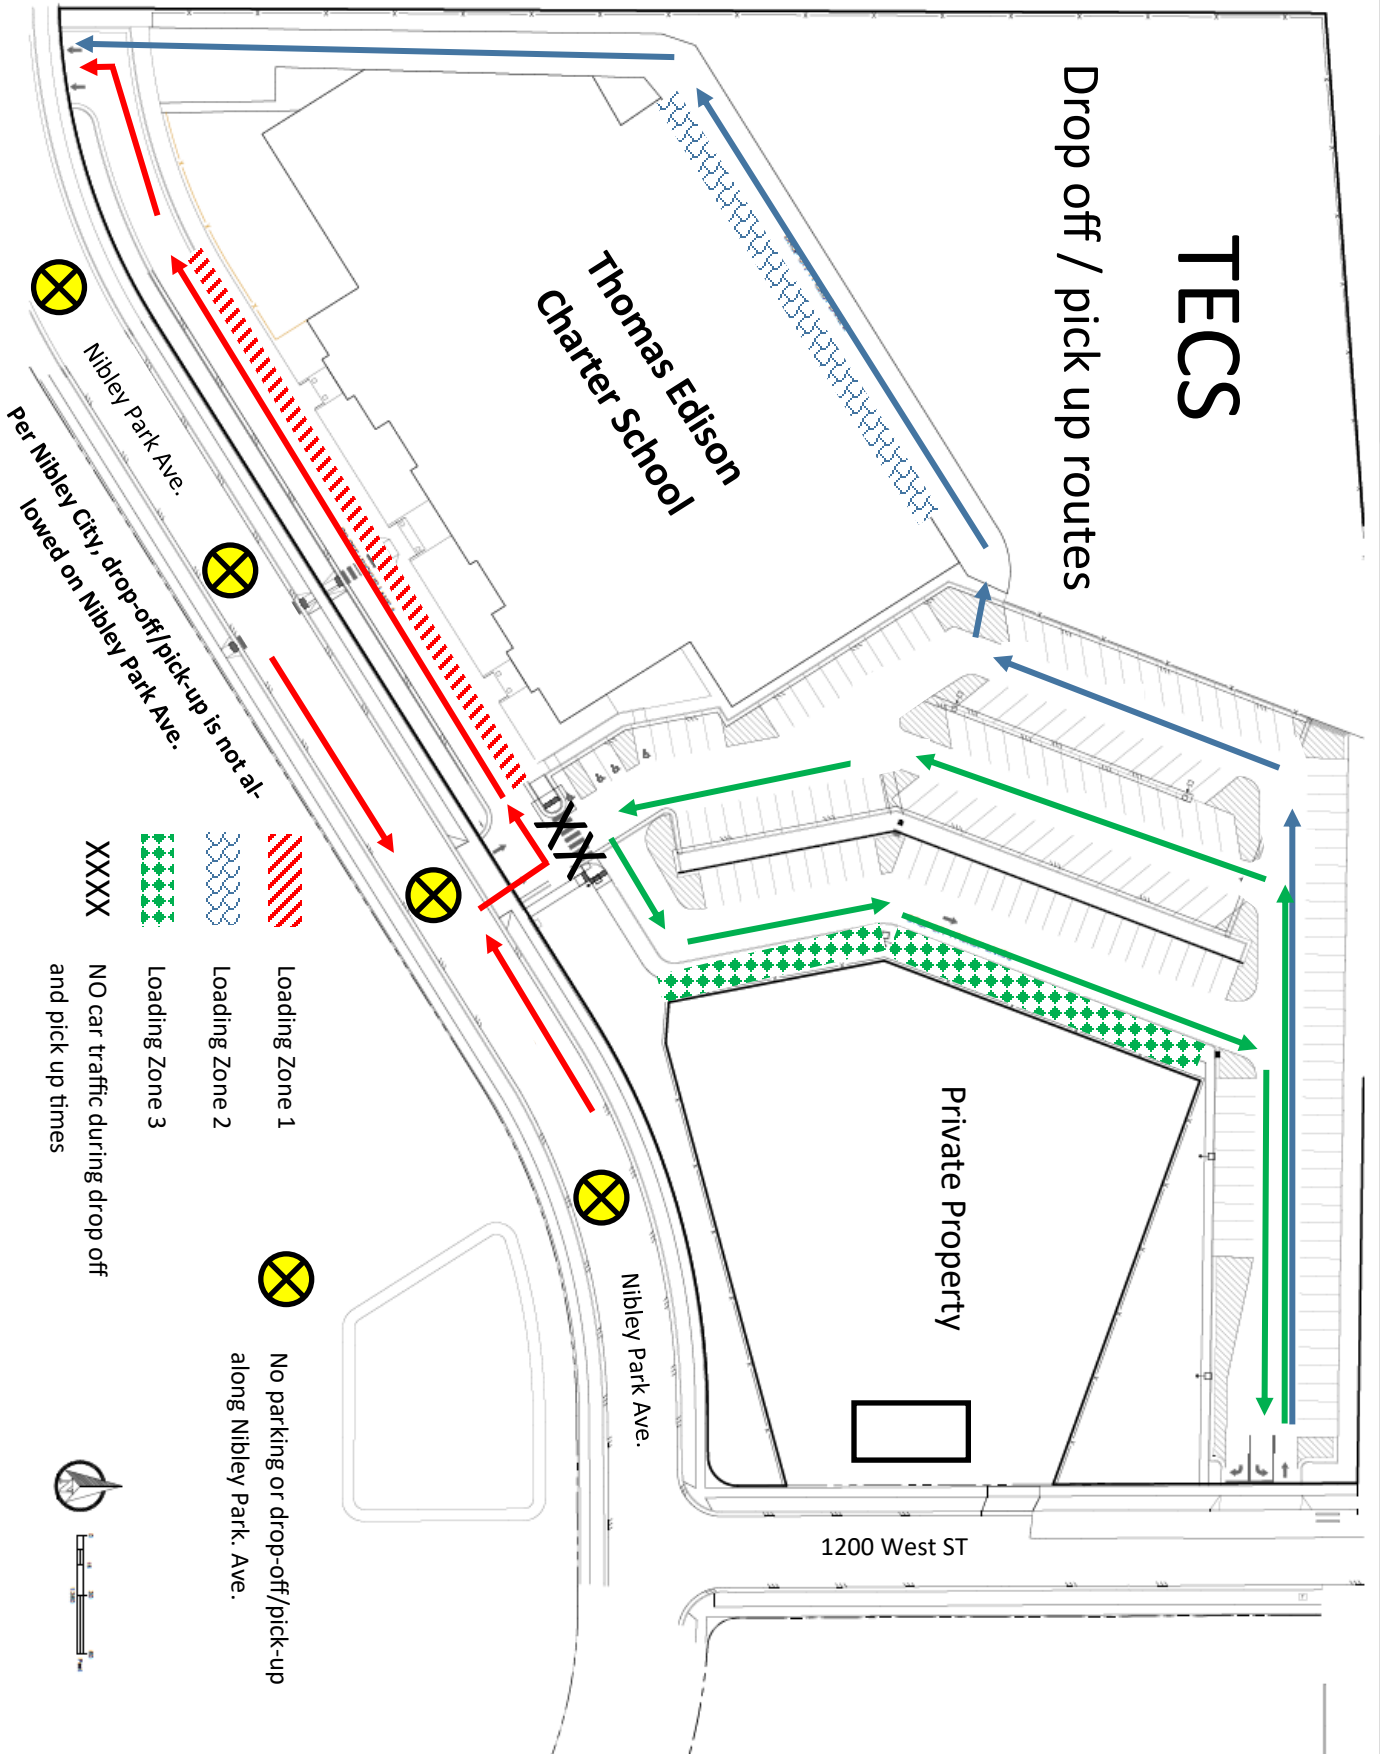 TECS
Drop off / pick up routes
Thomas Edison
Charter School
Nibley Park Ave.
Per Nibley City, drop-off/pick-up is not al-
lowed on Nibley Park Ave.
Private Property
Nibley Park Ave.
1200 West ST
Loading Zone 1
Loading Zone 2
Loading Zone 3
XX
XXXX
NO car traffic during drop off
and pick up times
No parking or drop-off/pick-up
along Nibley Park. Ave.